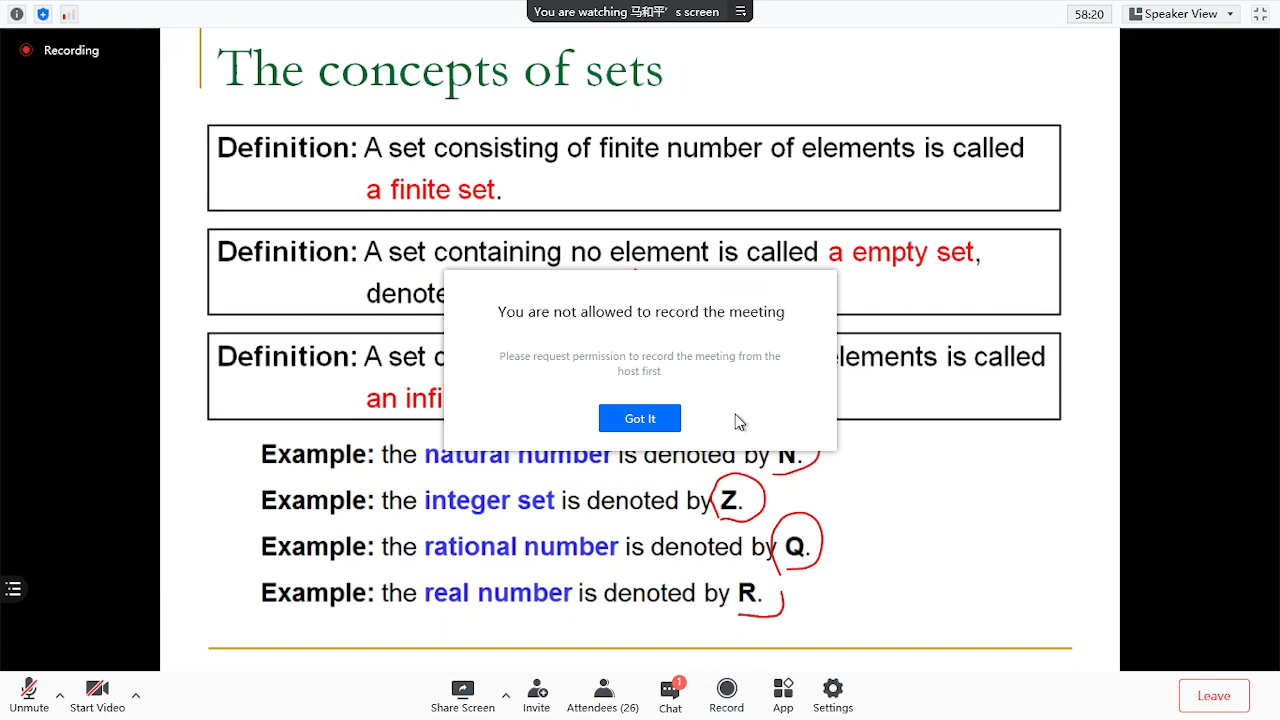 You are watching 马和平's screen
58:20
Speaker View
Recording
The concepts of sets
Definition: A set consisting of finite number of elements is called
a finite set.
Definition: A set containing no element is called a empty set,
denote
You are not allowed to record the meeting
Definition: A set
elements is called
Please request permission to record the meeting from the
host first
an infi
Got It
Example: the natural number is denoted by N.
Example: the integer set is denoted by Z.
Example: the rational number is denoted by Q.
Example: the real number is denoted by R.
1
Unmute
Start Video
Share Screen
Invite
Attendees (26)
Chat
Record
App
Settings
Leave